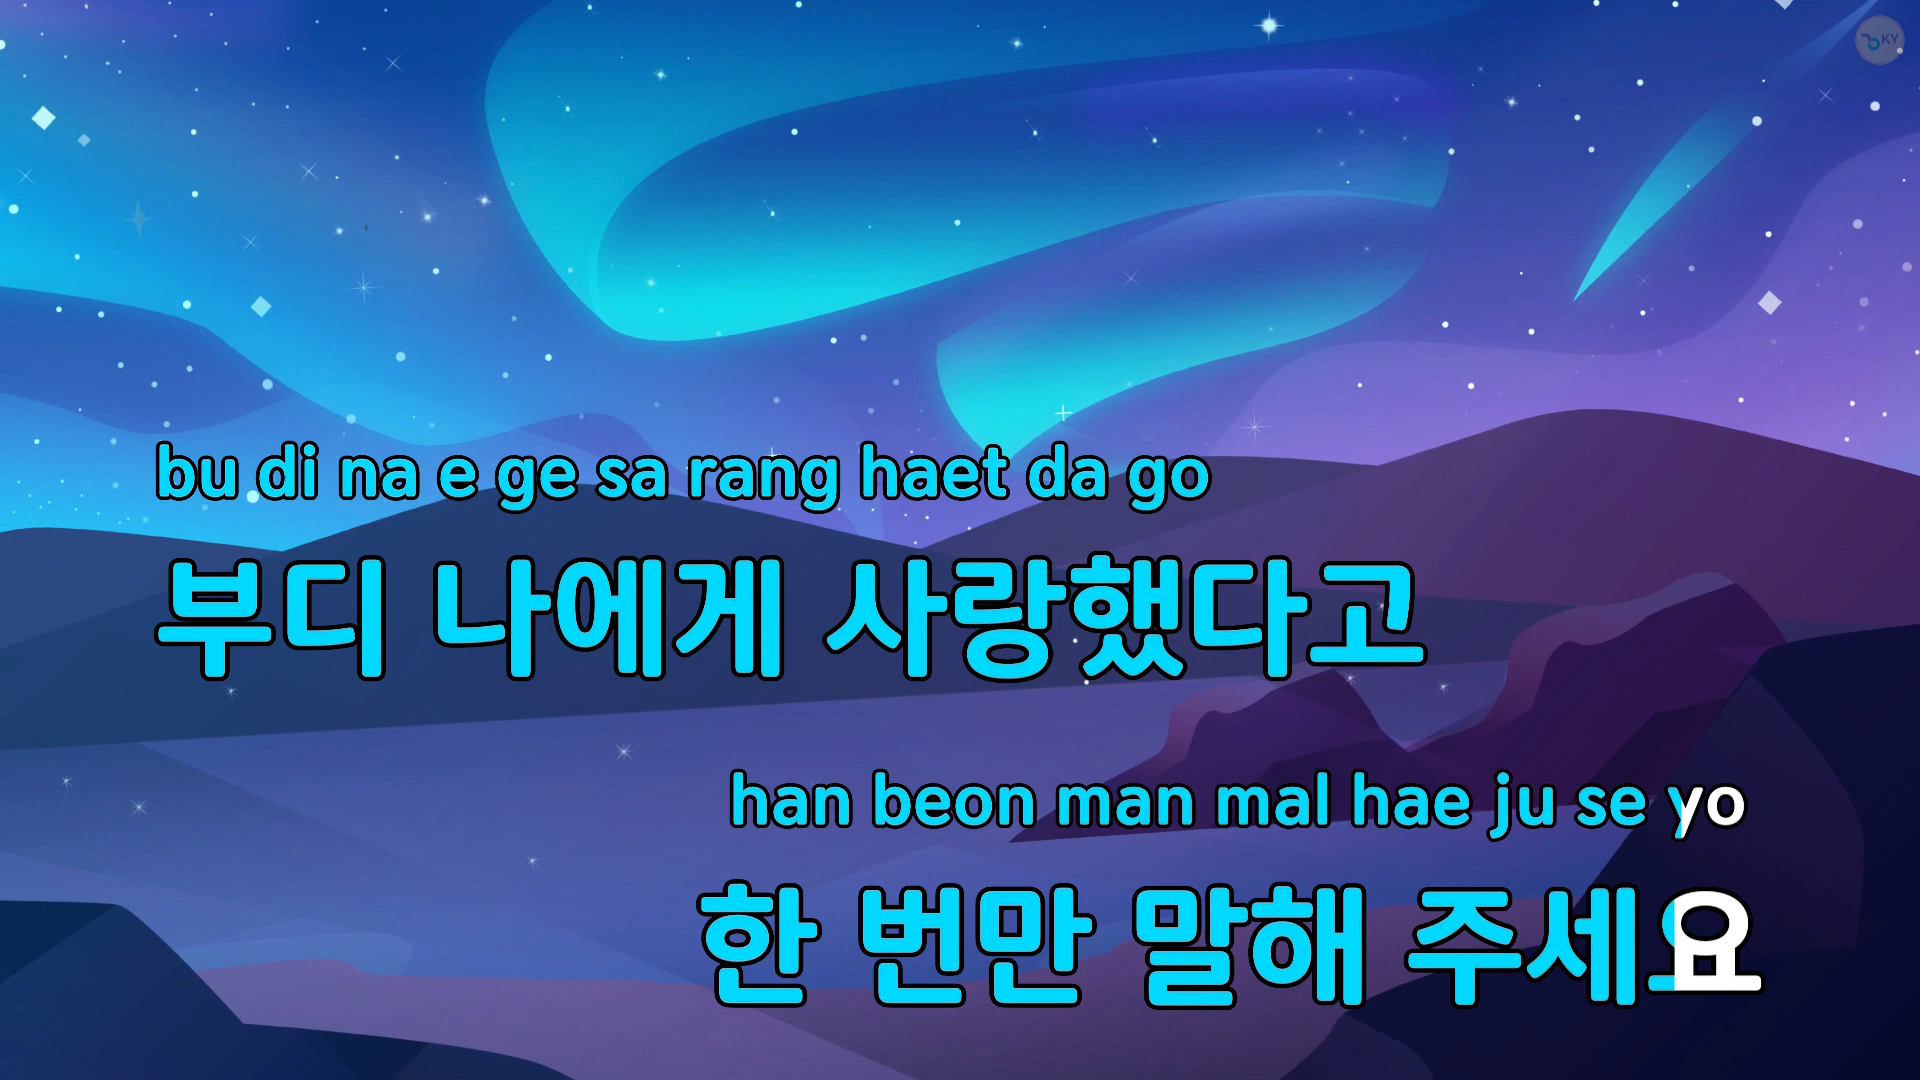 KY
bu di na e ge sa rang haet da go
부디 나에게 사랑했다고
han beon man mal hae ju se yo
한 번만 말해 주세요